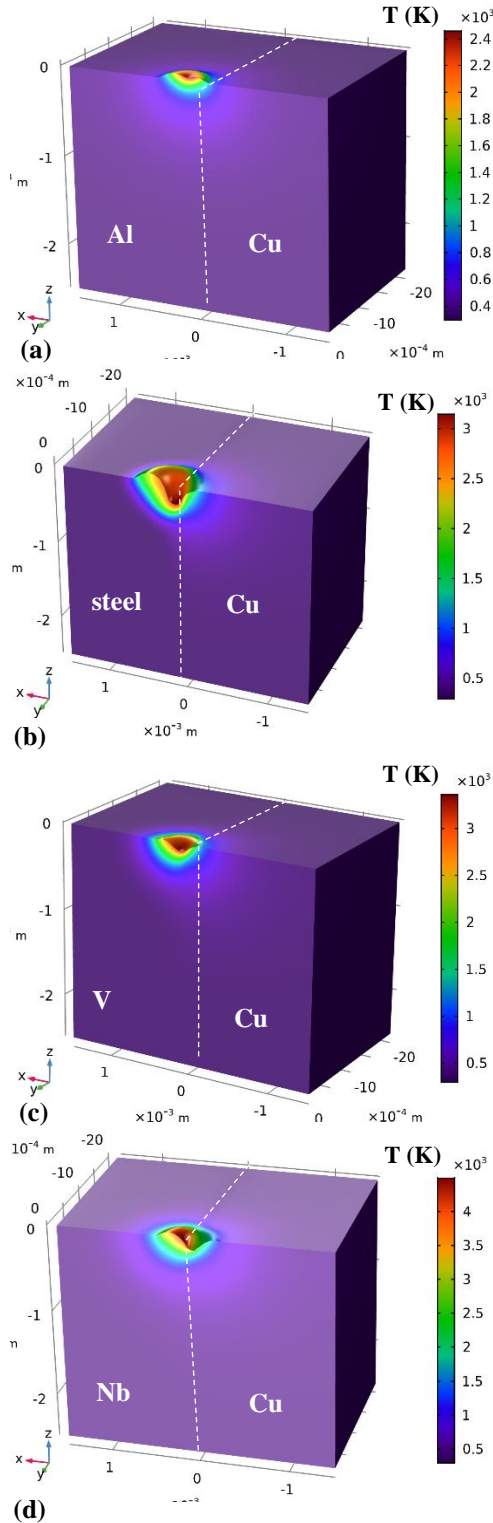 T (K)
×10³
0
-1
-2
2.4
2.2
2
1.8
1.6
1.4
1.2
1
0.8
0.6
0.4
Al
Cu
z
x
y
1
0
-1
0
-10
-20
×10⁻⁴ m
(a)
×10⁻⁴ m
-20
-10
0
T (K)
×10³
0
-1
m
-2
3
2.5
2
1.5
1
0.5
steel
Cu
z
x
y
1
0
-1
×10⁻³ m
(b)
T (K)
×10³
0
-1
m
-2
3
2.5
2
1.5
1
0.5
V
Cu
z
x
y
1
0
-1
×10⁻³ m
0
-10
-20
×10⁻⁴ m
(c)
10⁻⁴ m
-20
-10
0
T (K)
×10³
0
-1
m
-2
4
3.5
3
2.5
2
1.5
1
0.5
Nb
Cu
z
x
y
1
0
-1
(d)